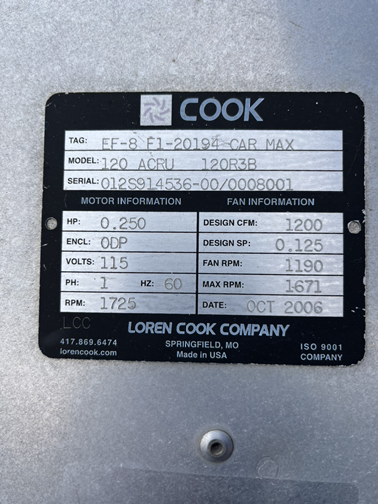 COOK
TAG: EF-8 F1-20194 CAR MAX
MODEL: 120 ACRU 120R3B
SERIAL: 012S914536-00/0008001
MOTOR INFORMATION FAN INFORMATION
HP: 0.250 DESIGN CFM: 1200
ENCL: ODP DESIGN SP: 0.125
VOLTS: 115 FAN RPM: 1190
PH: 1 HZ: 60 MAX RPM: 1671
RPM: 1725 DATE: OCT 2006
LCC LOREN COOK COMPANY
417.869.6474 SPRINGFIELD, MO ISO 9001
lorencook.com Made in USA COMPANY